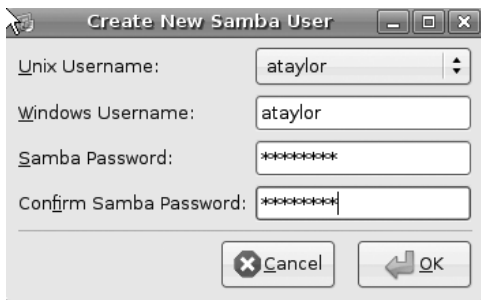 Create New Samba User
Unix Username: ataylor
Windows Username: ataylor
Samba Password: ********
Confirm Samba Password: ********
Cancel OK